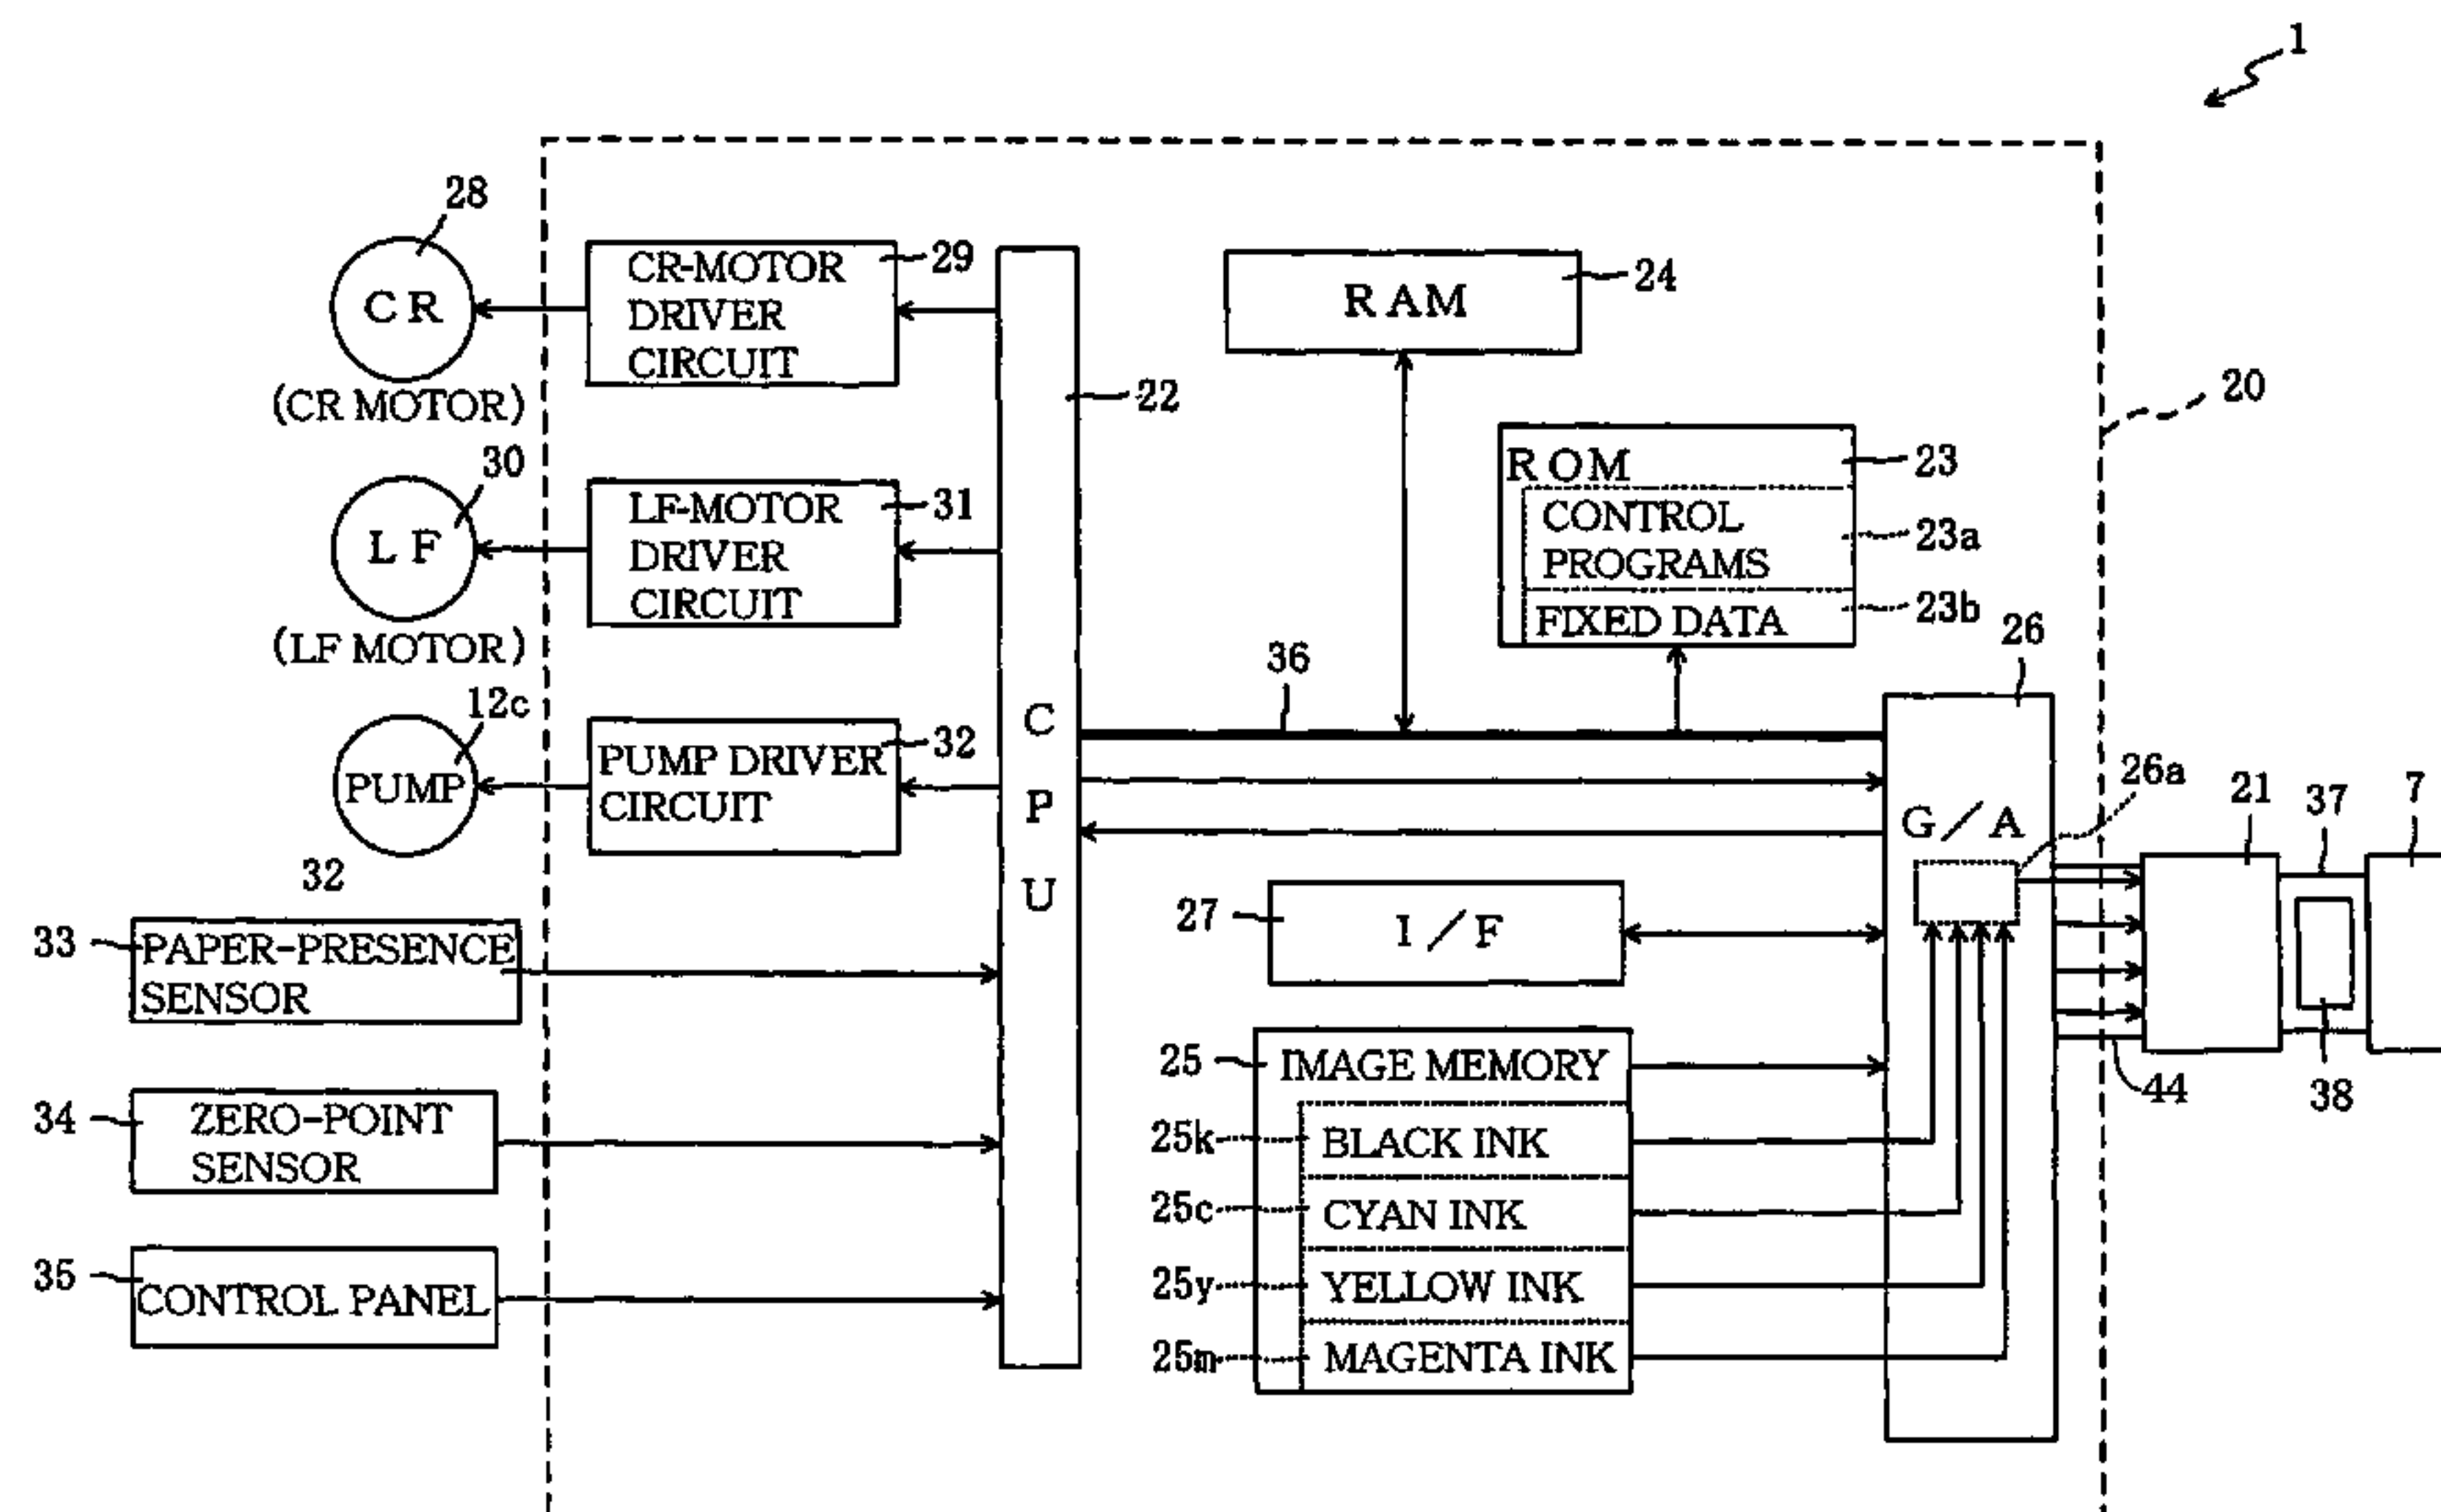 1
28
CR
(CR MOTOR)
CR-MOTOR
DRIVER
CIRCUIT
29
22
RAM
24
20
30
LF
(LF MOTOR)
LF-MOTOR
DRIVER
CIRCUIT
31
ROM
23
CONTROL
PROGRAMS
23a
FIXED DATA
23b
26
36
12c
PUMP
PUMP DRIVER
CIRCUIT
32
C
P
U
G/A
26a
21
37
7
32
33
PAPER-PRESENCE
SENSOR
27
I/F
38
44
34
ZERO-POINT
SENSOR
25
IMAGE MEMORY
25k
BLACK INK
25c
CYAN INK
25y
YELLOW INK
25m
MAGENTA INK
35
CONTROL PANEL